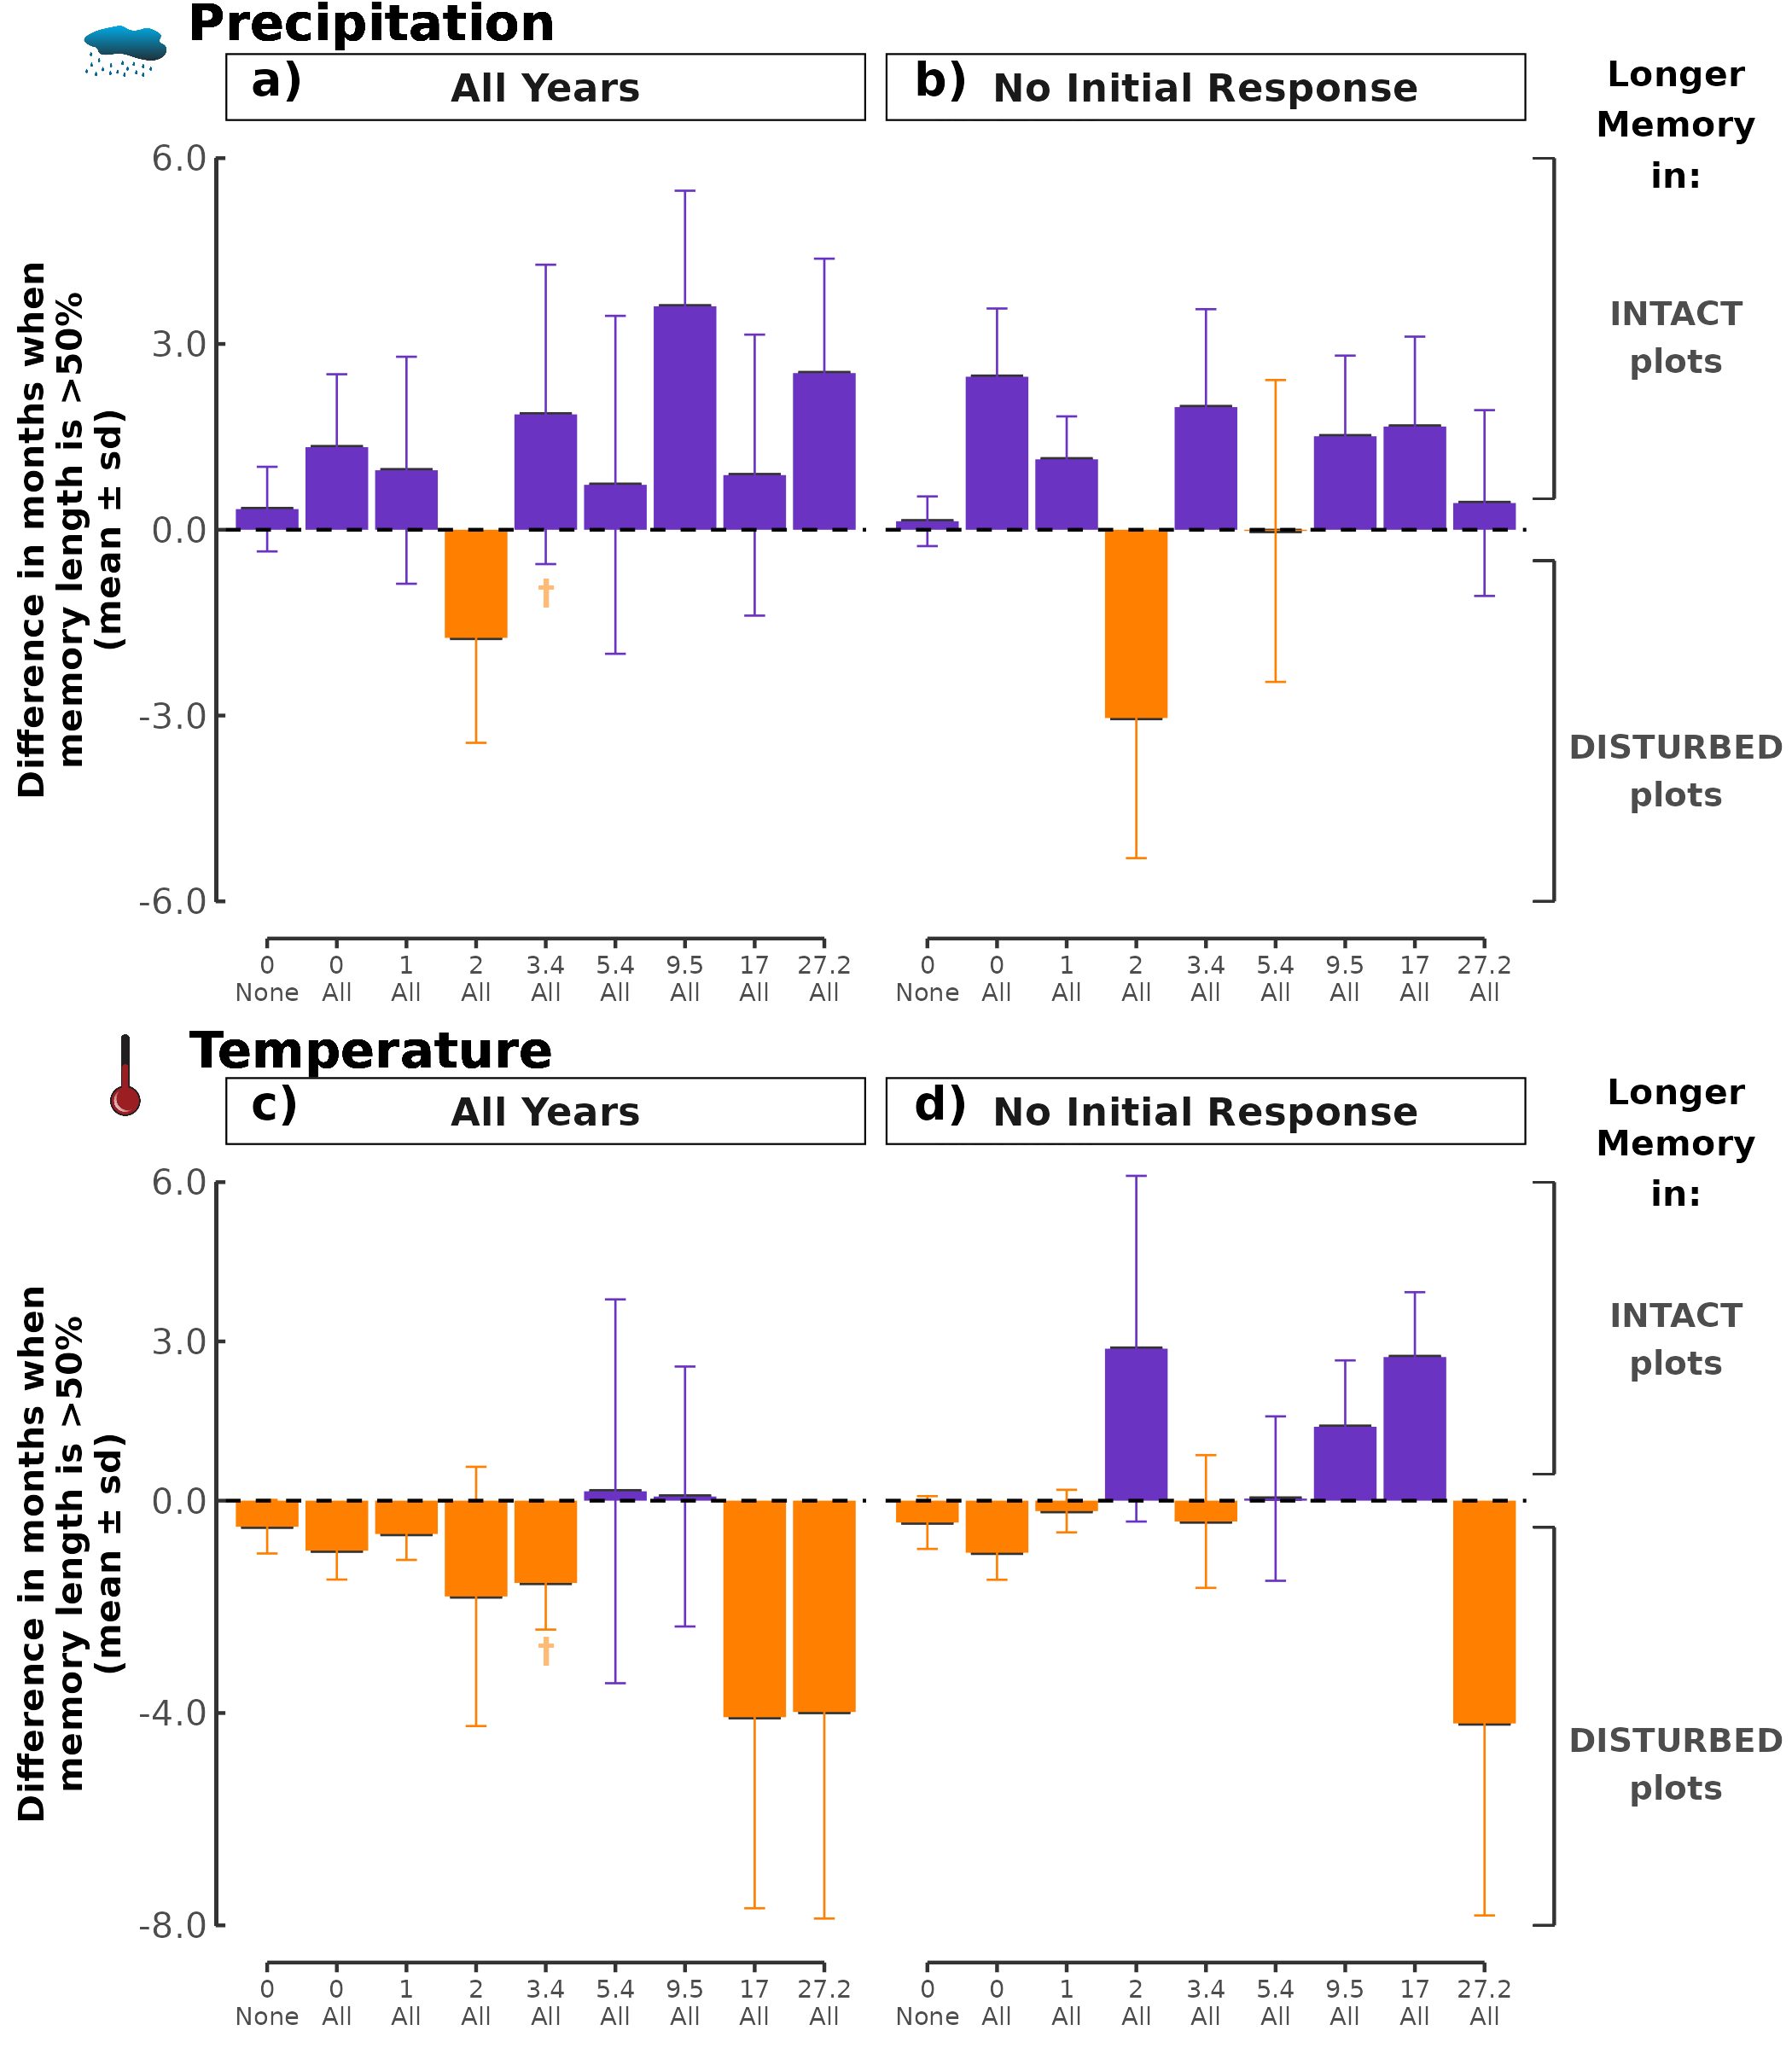 Precipitation
a) All Years
b) No Initial Response
Longer
Memory
in:
INTACT
plots
DISTURBED
plots
Difference in months when
memory length is >50%
(mean ± sd)
6.0
3.0
0.0
-3.0
-6.0
†
0 0 1 2 3.4 5.4 9.5 17 27.2
None All All All All All All All All
0 0 1 2 3.4 5.4 9.5 17 27.2
None All All All All All All All All
Temperature
c) All Years
d) No Initial Response
Longer
Memory
in:
INTACT
plots
DISTURBED
plots
Difference in months when
memory length is >50%
(mean ± sd)
6.0
3.0
0.0
-4.0
-8.0
†
0 0 1 2 3.4 5.4 9.5 17 27.2
None All All All All All All All All
0 0 1 2 3.4 5.4 9.5 17 27.2
None All All All All All All All All